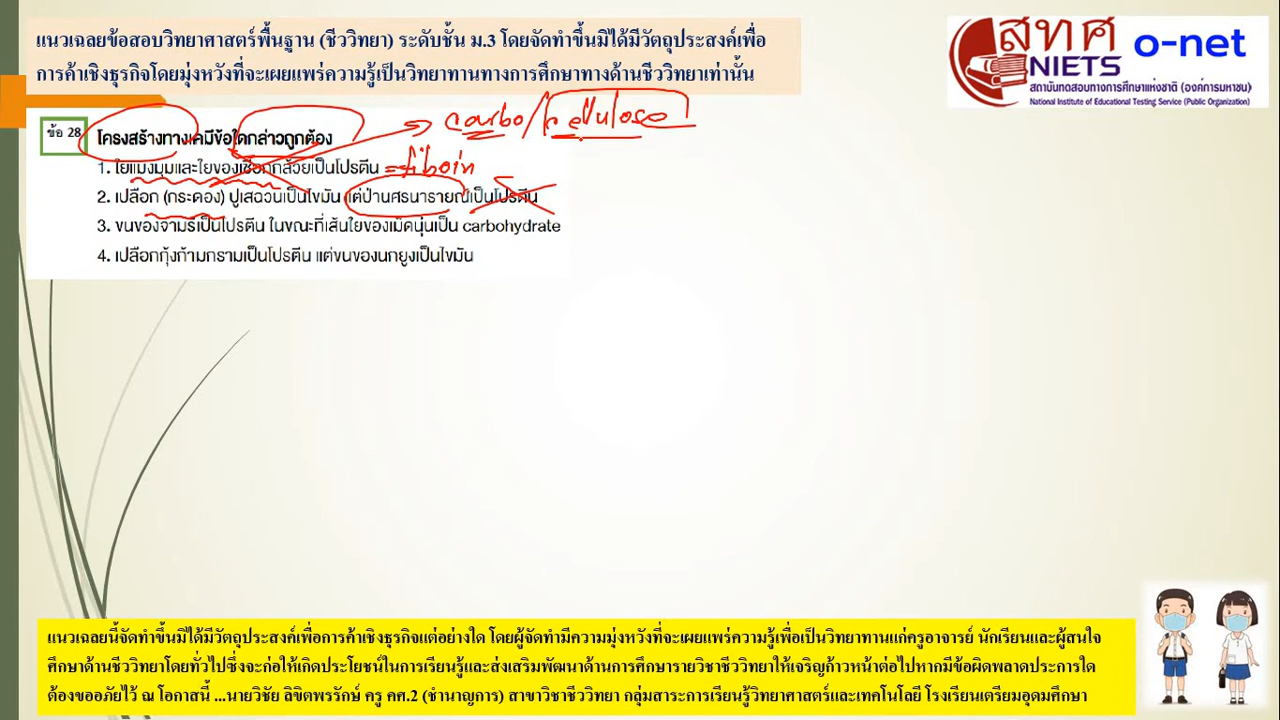 แนวเฉลยข้อสอบวิทยาศาสตร์พื้นฐาน (ชีววิทยา) ระดับชั้น ม.3 โดยจัดทำขึ้นมิได้มีวัตถุประสงค์เพื่อ
การค้าเชิงธุรกิจโดยมุ่งหวังที่จะเผยแพร่ความรู้เป็นวิทยาทานทางการศึกษาทางด้านชีววิทยาเท่านั้น
สทศ
NIETS
o-net
สถาบันทดสอบทางการศึกษาแห่งชาติ (องค์การมหาชน)
National Institute of Educational Testing Service (Public Organization)
carbo/cellulose
ข้อ 28
โครงสร้างทางเคมีข้อใดกล่าวถูกต้อง
1. ใยแมงมุมและใยของเชือกกล้วยเป็นโปรตีน = fiboin
2. เปลือก (กระดอง) ปูเสฉวนเป็นไขมัน แต่ป่านศรนารายณ์เป็นโปรตีน
3. ขนของจามรีเป็นโปรตีน ในขณะที่เส้นใยของเม็ดนุ่นเป็น carbohydrate
4. เปลือกกุ้งก้ามกรามเป็นโปรตีน แต่ขนของนกยูงเป็นไขมัน
แนวเฉลยนี้จัดทำขึ้นมิได้มีวัตถุประสงค์เพื่อการค้าเชิงธุรกิจแต่อย่างใด โดยผู้จัดทำมีความมุ่งหวังที่จะเผยแพร่ความรู้เพื่อเป็นวิทยาทานแก่ครูอาจารย์ นักเรียนและผู้สนใจ
ศึกษาด้านชีววิทยาโดยทั่วไปซึ่งจะก่อให้เกิดประโยชน์ในการเรียนรู้และส่งเสริมพัฒนาด้านการศึกษารายวิชาชีววิทยาให้เจริญก้าวหน้าต่อไปหากมีข้อผิดพลาดประการใด
ต้องขออภัยไว้ ณ โอกาสนี้ ...นายวิชัย ลิขิตพรรักษ์ ครู คศ.2 (ชำนาญการ) สาขาวิชาชีววิทยา กลุ่มสาระการเรียนรู้วิทยาศาสตร์และเทคโนโลยี โรงเรียนเตรียมอุดมศึกษา